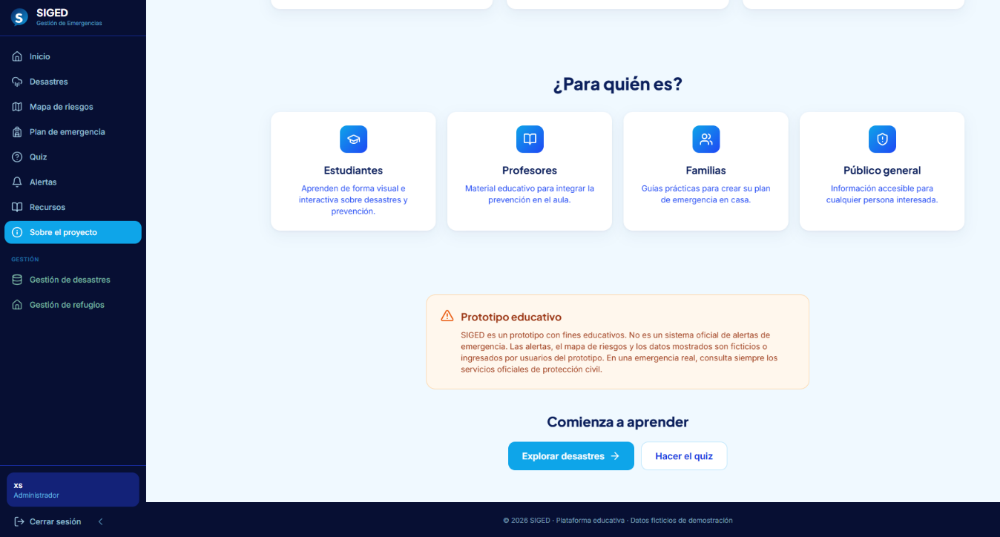 SIGED
Gestión de Emergencias
Inicio
Desastres
Mapa de riesgos
Plan de emergencia
Quiz
Alertas
Recursos
Sobre el proyecto
GESTIÓN
Gestión de desastres
Gestión de refugios
xs
Administrador
Cerrar sesión
¿Para quién es?
Estudiantes
Aprenden de forma visual e
interactiva sobre desastres y
prevención.
Profesores
Material educativo para integrar la
prevención en el aula.
Familias
Guías prácticas para crear su plan
de emergencia en casa.
Público general
Información accesible para
cualquier persona interesada.
Prototipo educativo
SIGED es un prototipo con fines educativos. No es un sistema oficial de alertas de
emergencia. Las alertas, el mapa de riesgos y los datos mostrados son ficticios o
ingresados por usuarios del prototipo. En una emergencia real, consulta siempre los
servicios oficiales de protección civil.
Comienza a aprender
Explorar desastres
Hacer el quiz
© 2026 SIGED · Plataforma educativa · Datos ficticios de demostración